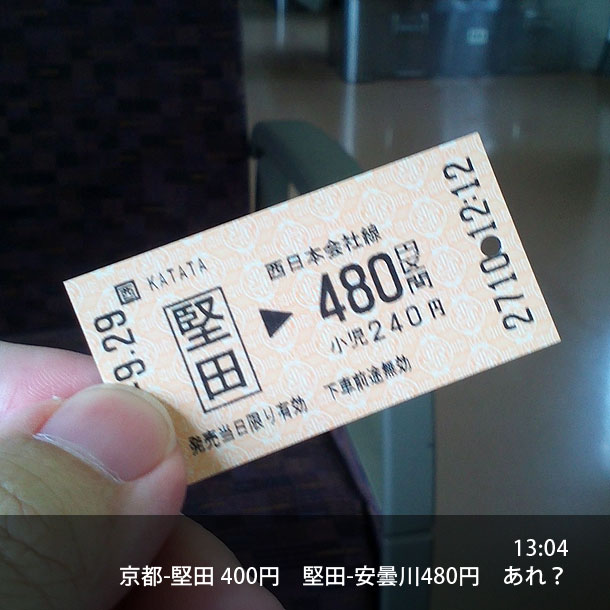 -9.29
西 KATATA
堅田
西日本会社線
▶ 480円区間
小児240円
発売当日限り有効 下車前途無効
2710 12:12
13:04
京都-堅田 400円 堅田-安曇川480円 あれ？